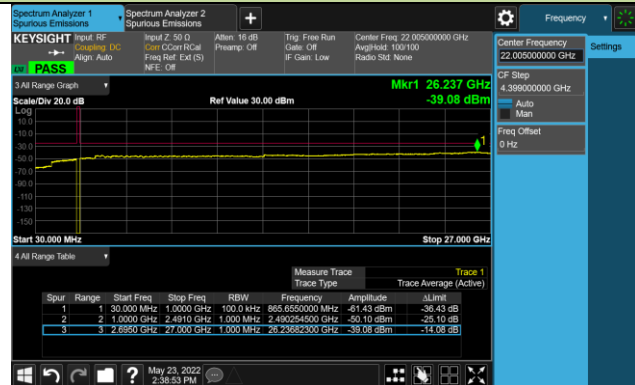 Spectrum Analyzer 1
Spurious Emissions
Spectrum Analyzer 2
Spurious Emissions
Frequency
KEYSIGHT
Input: RF
Coupling: DC
Align: Auto
Input Z: 50 Ω
Corr CCorr RCal
Freq Ref: Ext (S)
NFE: Off
Atten: 16 dB
Preamp: Off
Trig: Free Run
Gate: Off
IF Gain: Low
Center Freq: 22.005000000 GHz
Avg|Hold: 100/100
Radio Std: None
PASS
Center Frequency
22.005000000 GHz
Settings
CF Step
4.399000000 GHz
Auto
Man
Freq Offset
0 Hz
3 All Range Graph
Mkr1 26.237 GHz
Scale/Div 20.0 dB
Ref Value 30.00 dBm
-39.08 dBm
Log
10.0
-10.0
-30.0
-50.0
-70.0
-90.0
-110
-130
-150
1
Start 30.000 MHz
Stop 27.000 GHz
4 All Range Table
Measure Trace Trace 1
Trace Type Trace Average (Active)
Spur Range Start Freq Stop Freq RBW Frequency Amplitude ΔLimit
1 1 30.000 MHz 1.0000 GHz 100.0 kHz 865.6550000 MHz -61.43 dBm -36.43 dB
2 2 1.0000 GHz 2.4910 GHz 1.000 MHz 2.490254500 GHz -50.10 dBm -25.10 dB
3 3 2.6950 GHz 27.000 GHz 1.000 MHz 26.23682300 GHz -39.08 dBm -14.08 dB
May 23, 2022
2:38:53 PM